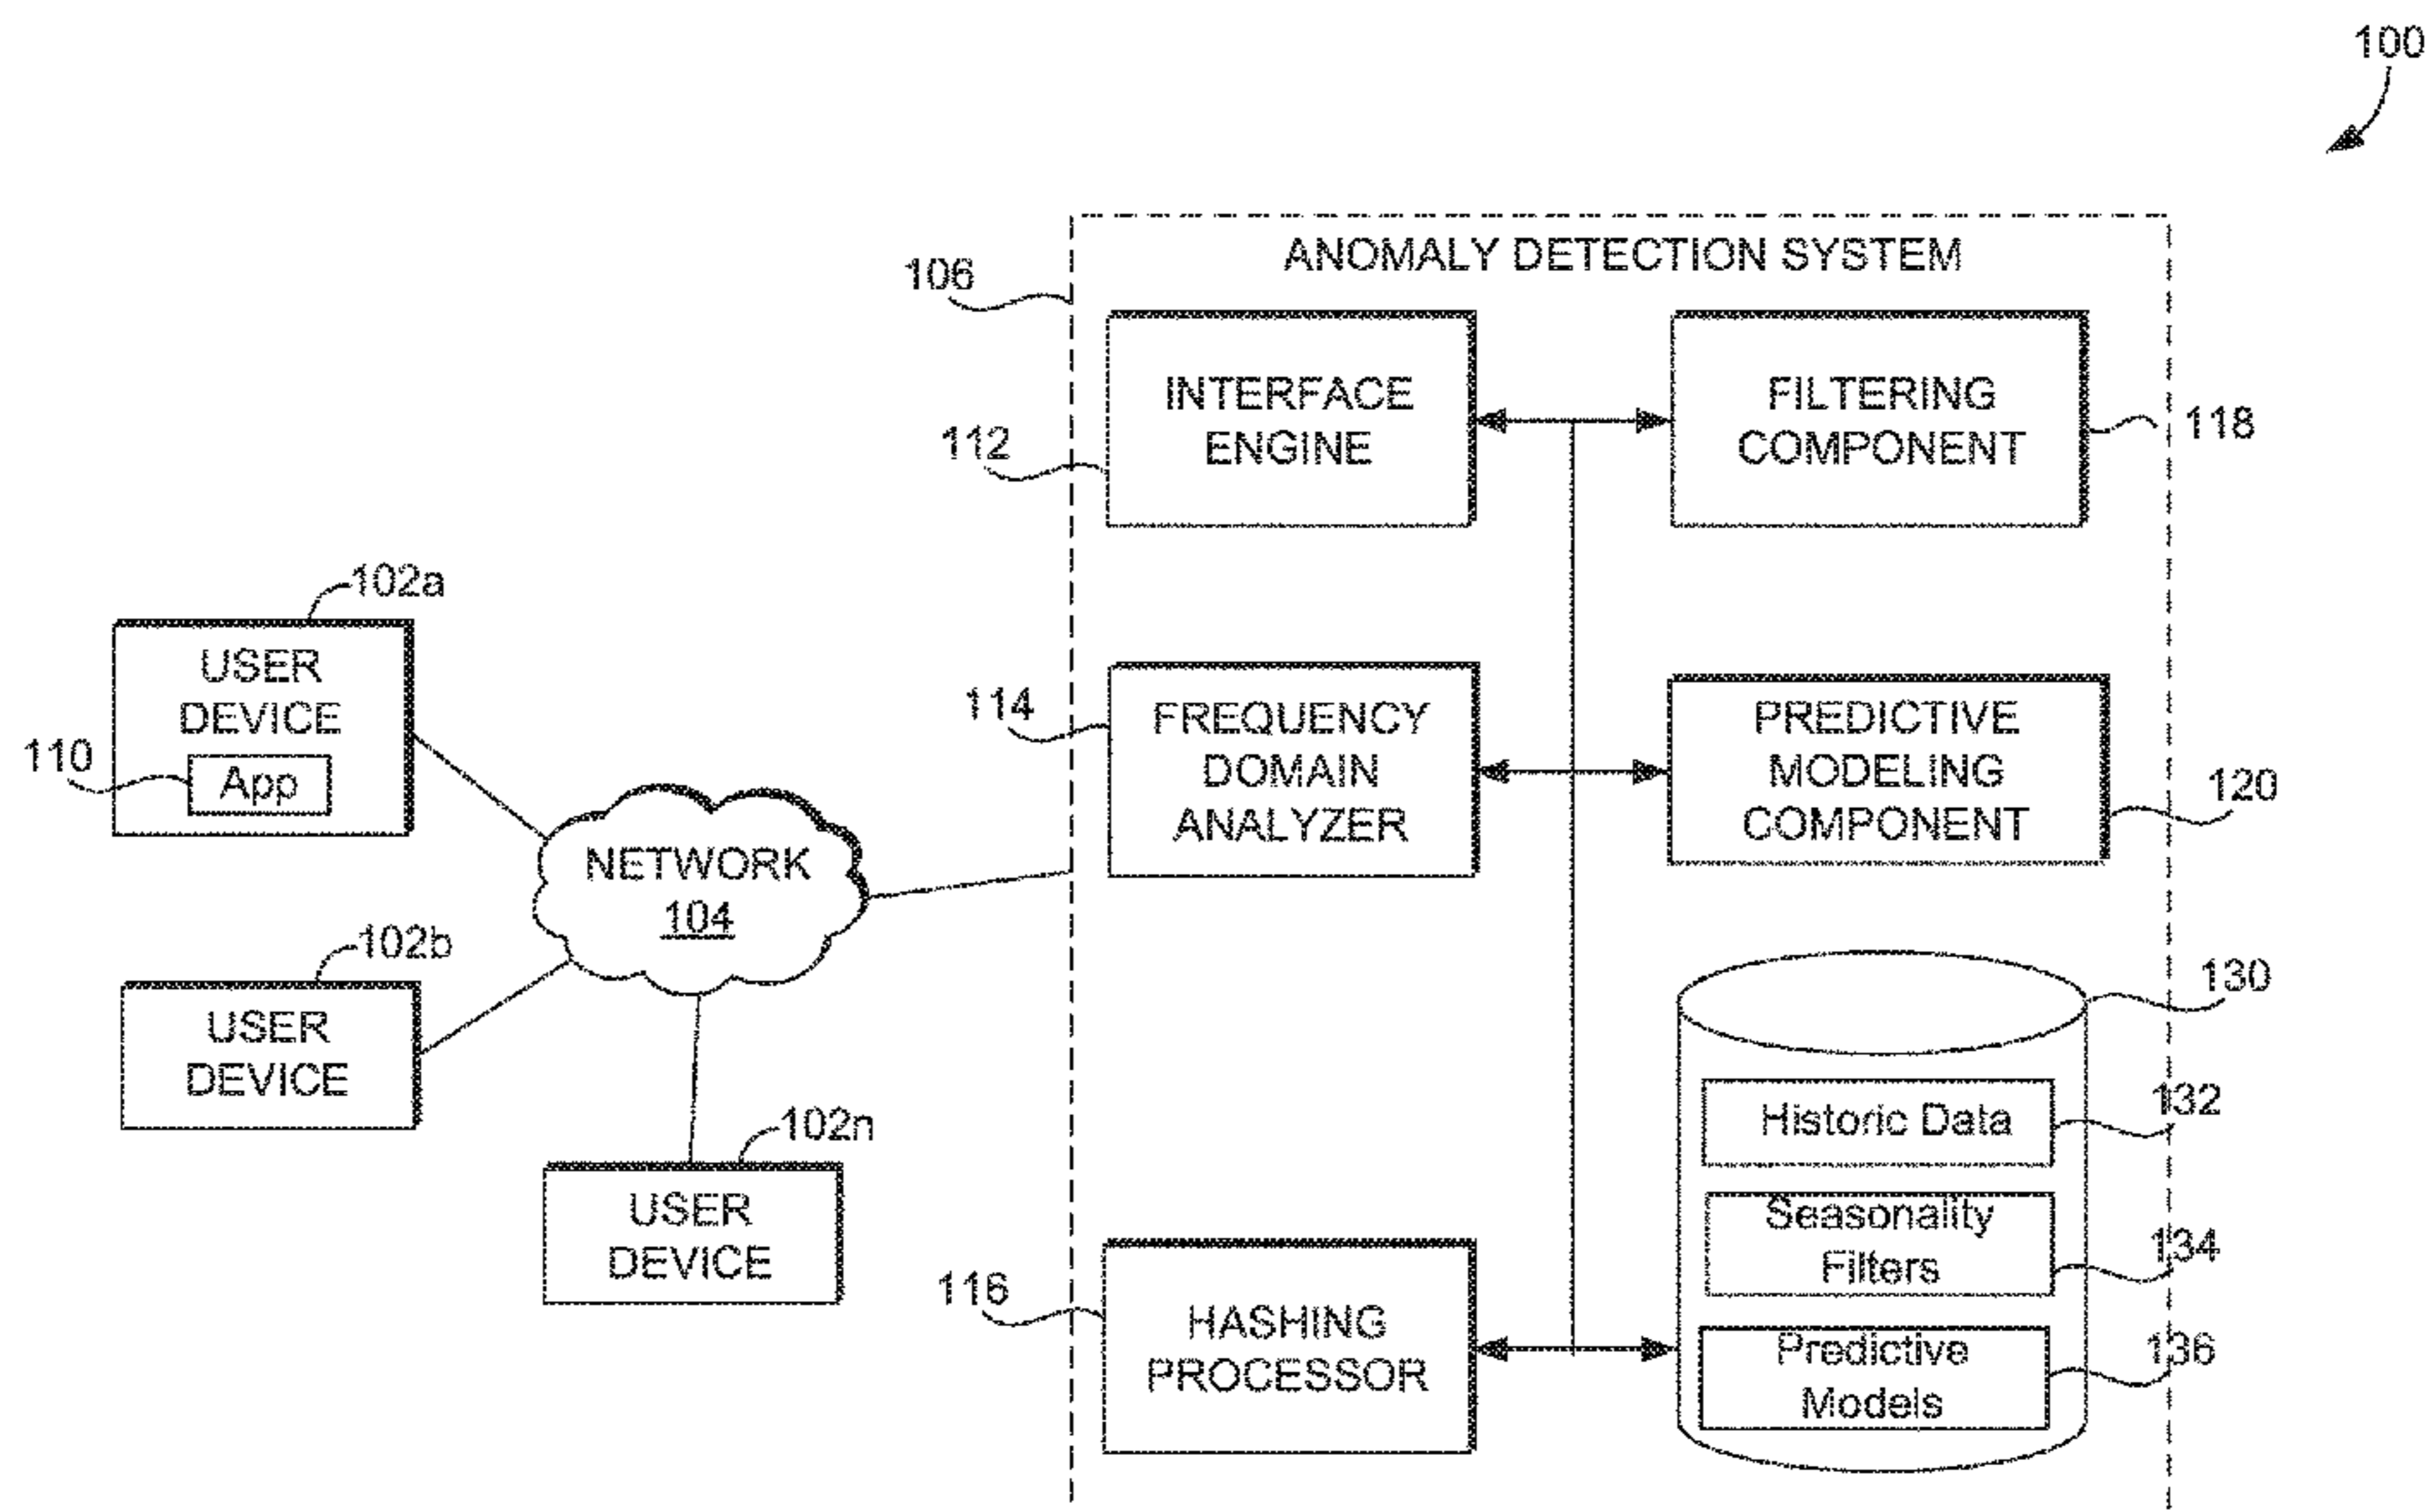 100
ANOMALY DETECTION SYSTEM
106
INTERFACE
ENGINE
112
FILTERING
COMPONENT
118
102a
USER
DEVICE
110
App
114
FREQUENCY
DOMAIN
ANALYZER
PREDICTIVE
MODELING
COMPONENT
120
NETWORK
104
102b
USER
DEVICE
102n
USER
DEVICE
116
HASHING
PROCESSOR
130
Historic Data
132
Seasonality
Filters
134
Predictive
Models
136